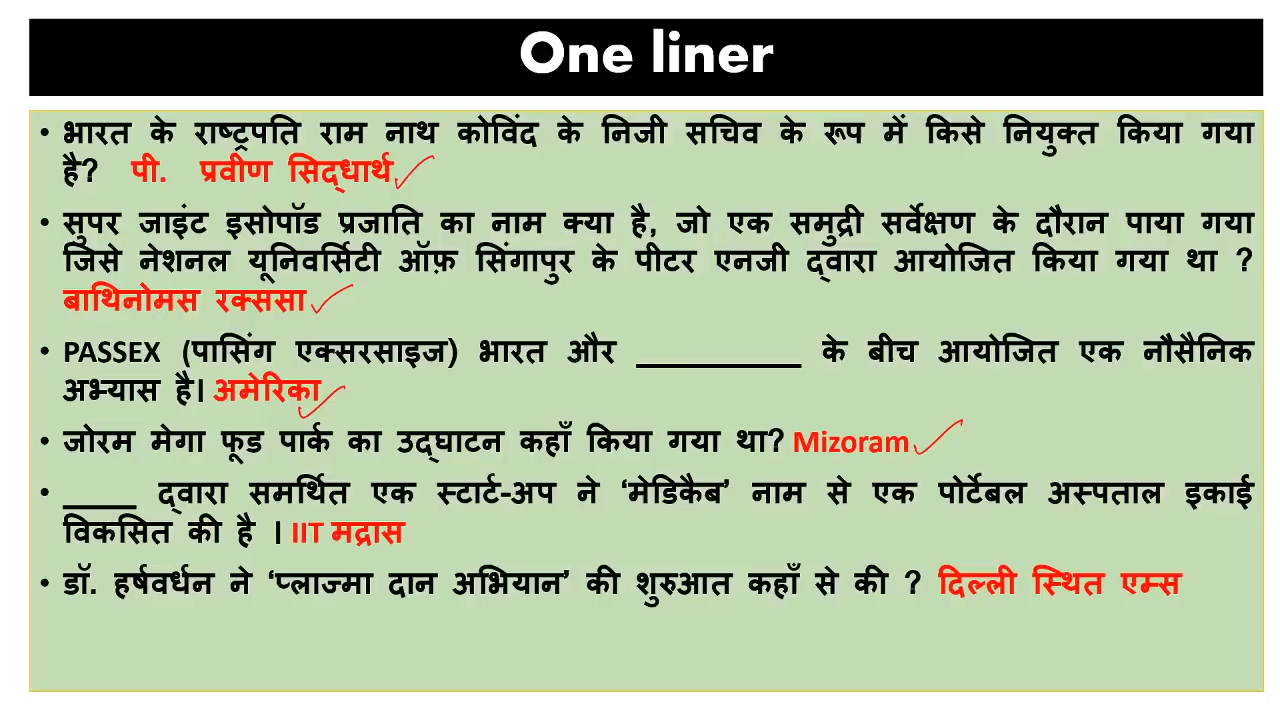 One liner
• भारत के राष्ट्रपति राम नाथ कोविंद के निजी सचिव के रूप में किसे नियुक्त किया गया
है? पी. प्रवीण सिद्धार्थ
• सुपर जाइंट इसोपॉड प्रजाति का नाम क्या है, जो एक समुद्री सर्वेक्षण के दौरान पाया गया
जिसे नेशनल यूनिवर्सिटी ऑफ़ सिंगापुर के पीटर एनजी द्वारा आयोजित किया गया था ?
बाथिनोमस रक्ससा
• PASSEX (पासिंग एक्सरसाइज) भारत और __________ के बीच आयोजित एक नौसैनिक
अभ्यास है। अमेरिका
• जोरम मेगा फूड पार्क का उद्घाटन कहाँ किया गया था? Mizoram
• ____ द्वारा समर्थित एक स्टार्ट-अप ने ‘मेडिकैब’ नाम से एक पोर्टेबल अस्पताल इकाई
विकसित की है । IIT मद्रास
• डॉ. हर्षवर्धन ने ‘प्लाज्मा दान अभियान’ की शुरुआत कहाँ से की ? दिल्ली स्थित एम्स